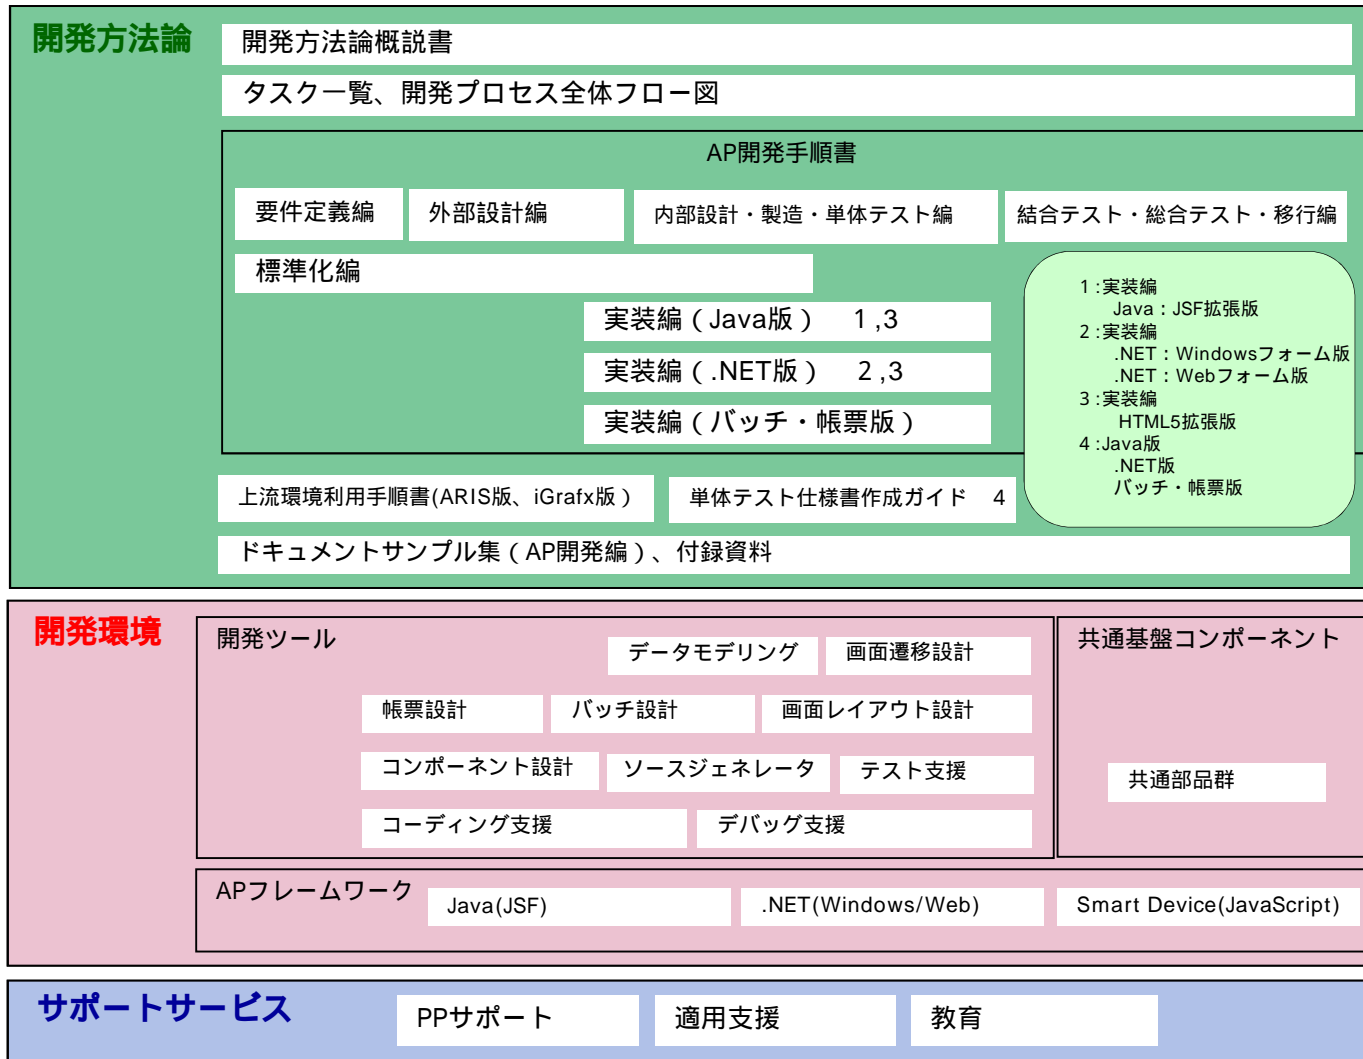 開発方法論
開発方法論概説書
タスク一覧、開発プロセス全体フロー図
AP開発手順書
要件定義編
外部設計編
内部設計・製造・単体テスト編
結合テスト・総合テスト・移行編
標準化編
実装編（Java版） 1,3
実装編（.NET版） 2,3
実装編（バッチ・帳票版）
1:実装編
Java：JSF拡張版
2:実装編
.NET：Windowsフォーム版
.NET：Webフォーム版
3:実装編
HTML5拡張版
4:Java版
.NET版
バッチ・帳票版
上流環境利用手順書(ARIS版、iGrafx版）
単体テスト仕様書作成ガイド 4
ドキュメントサンプル集（AP開発編）、付録資料
開発環境
開発ツール
データモデリング
画面遷移設計
帳票設計
バッチ設計
画面レイアウト設計
コンポーネント設計
ソースジェネレータ
テスト支援
コーディング支援
デバッグ支援
共通基盤コンポーネント
共通部品群
APフレームワーク
Java(JSF)
.NET(Windows/Web)
Smart Device(JavaScript)
サポートサービス
PPサポート
適用支援
教育